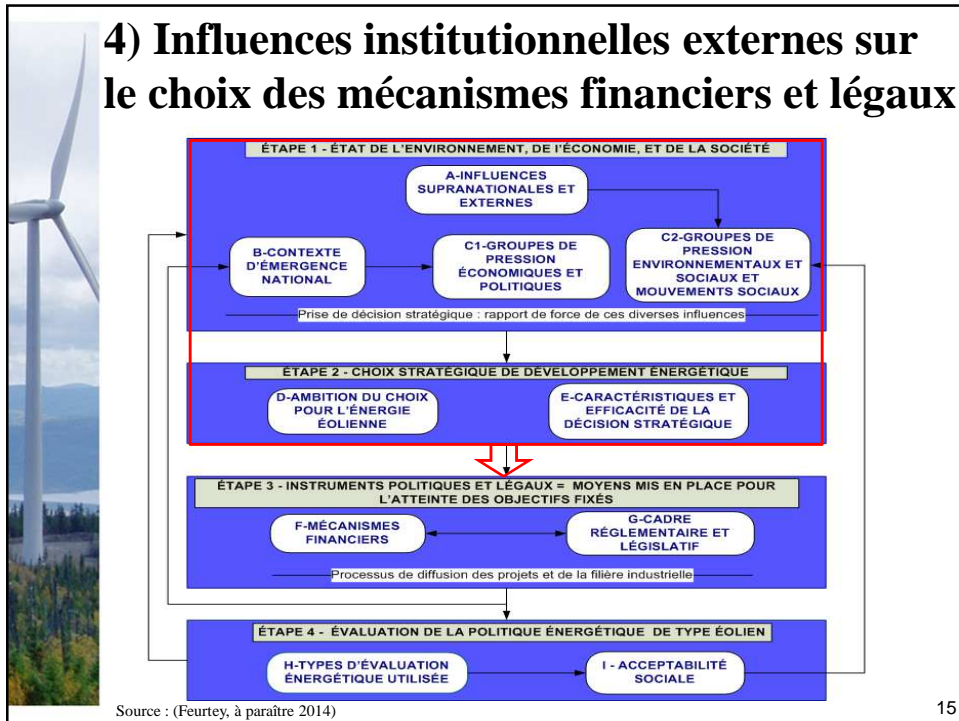 4) Influences institutionnelles externes sur
le choix des mécanismes financiers et légaux
ÉTAPE 1 - ÉTAT DE L'ENVIRONNEMENT, DE l'ÉCONOMIE, ET DE LA SOCIÉTÉ
A-INFLUENCES
SUPRANATIONALES ET
EXTERNES
B-CONTEXTE
D'ÉMERGENCE
NATIONAL
C1-GROUPES DE
PRESSION
ÉCONOMIQUES ET
POLITIQUES
C2-GROUPES DE
PRESSION
ENVIRONNEMENTAUX ET
SOCIAUX ET
MOUVEMENTS SOCIAUX
Prise de décision stratégique : rapport de force de ces diverses influences
ÉTAPE 2 - CHOIX STRATÉGIQUE DE DÉVELOPPEMENT ÉNERGÉTIQUE
D-AMBITION DU CHOIX
POUR L'ÉNERGIE
ÉOLIENNE
E-CARACTÉRISTIQUES ET
EFFICACITÉ DE LA
DÉCISION STRATÉGIQUE
ÉTAPE 3 - INSTRUMENTS POLITIQUES ET LÉGAUX = MOYENS MIS EN PLACE POUR
L'ATTEINTE DES OBJECTIFS FIXÉS
F-MÉCANISMES
FINANCIERS
G-CADRE
RÉGLEMENTAIRE ET
LÉGISLATIF
Processus de diffusion des projets et de la filière industrielle
ÉTAPE 4 - ÉVALUATION DE LA POLITIQUE ÉNERGÉTIQUE DE TYPE ÉOLIEN
H-TYPES D'ÉVALUATION
ÉNERGÉTIQUE UTILISÉE
I - ACCEPTABILITÉ
SOCIALE
Source : (Feurtey, à paraître 2014)
15